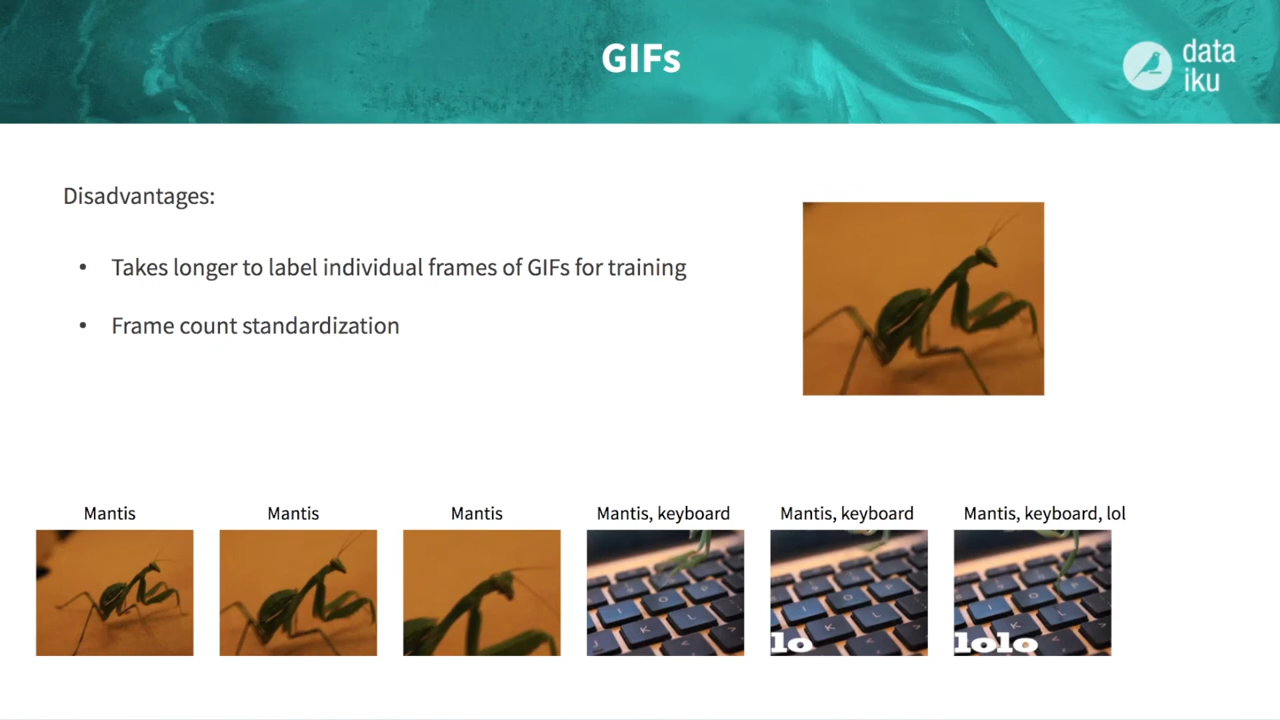 GIFs
data
iku
Disadvantages:
• Takes longer to label individual frames of GIFs for training
• Frame count standardization
Mantis
Mantis
Mantis
Mantis, keyboard
Mantis, keyboard
Mantis, keyboard, lol
I O P
K L
J < >
I O P
K L
lo
I O P
K L
lolo